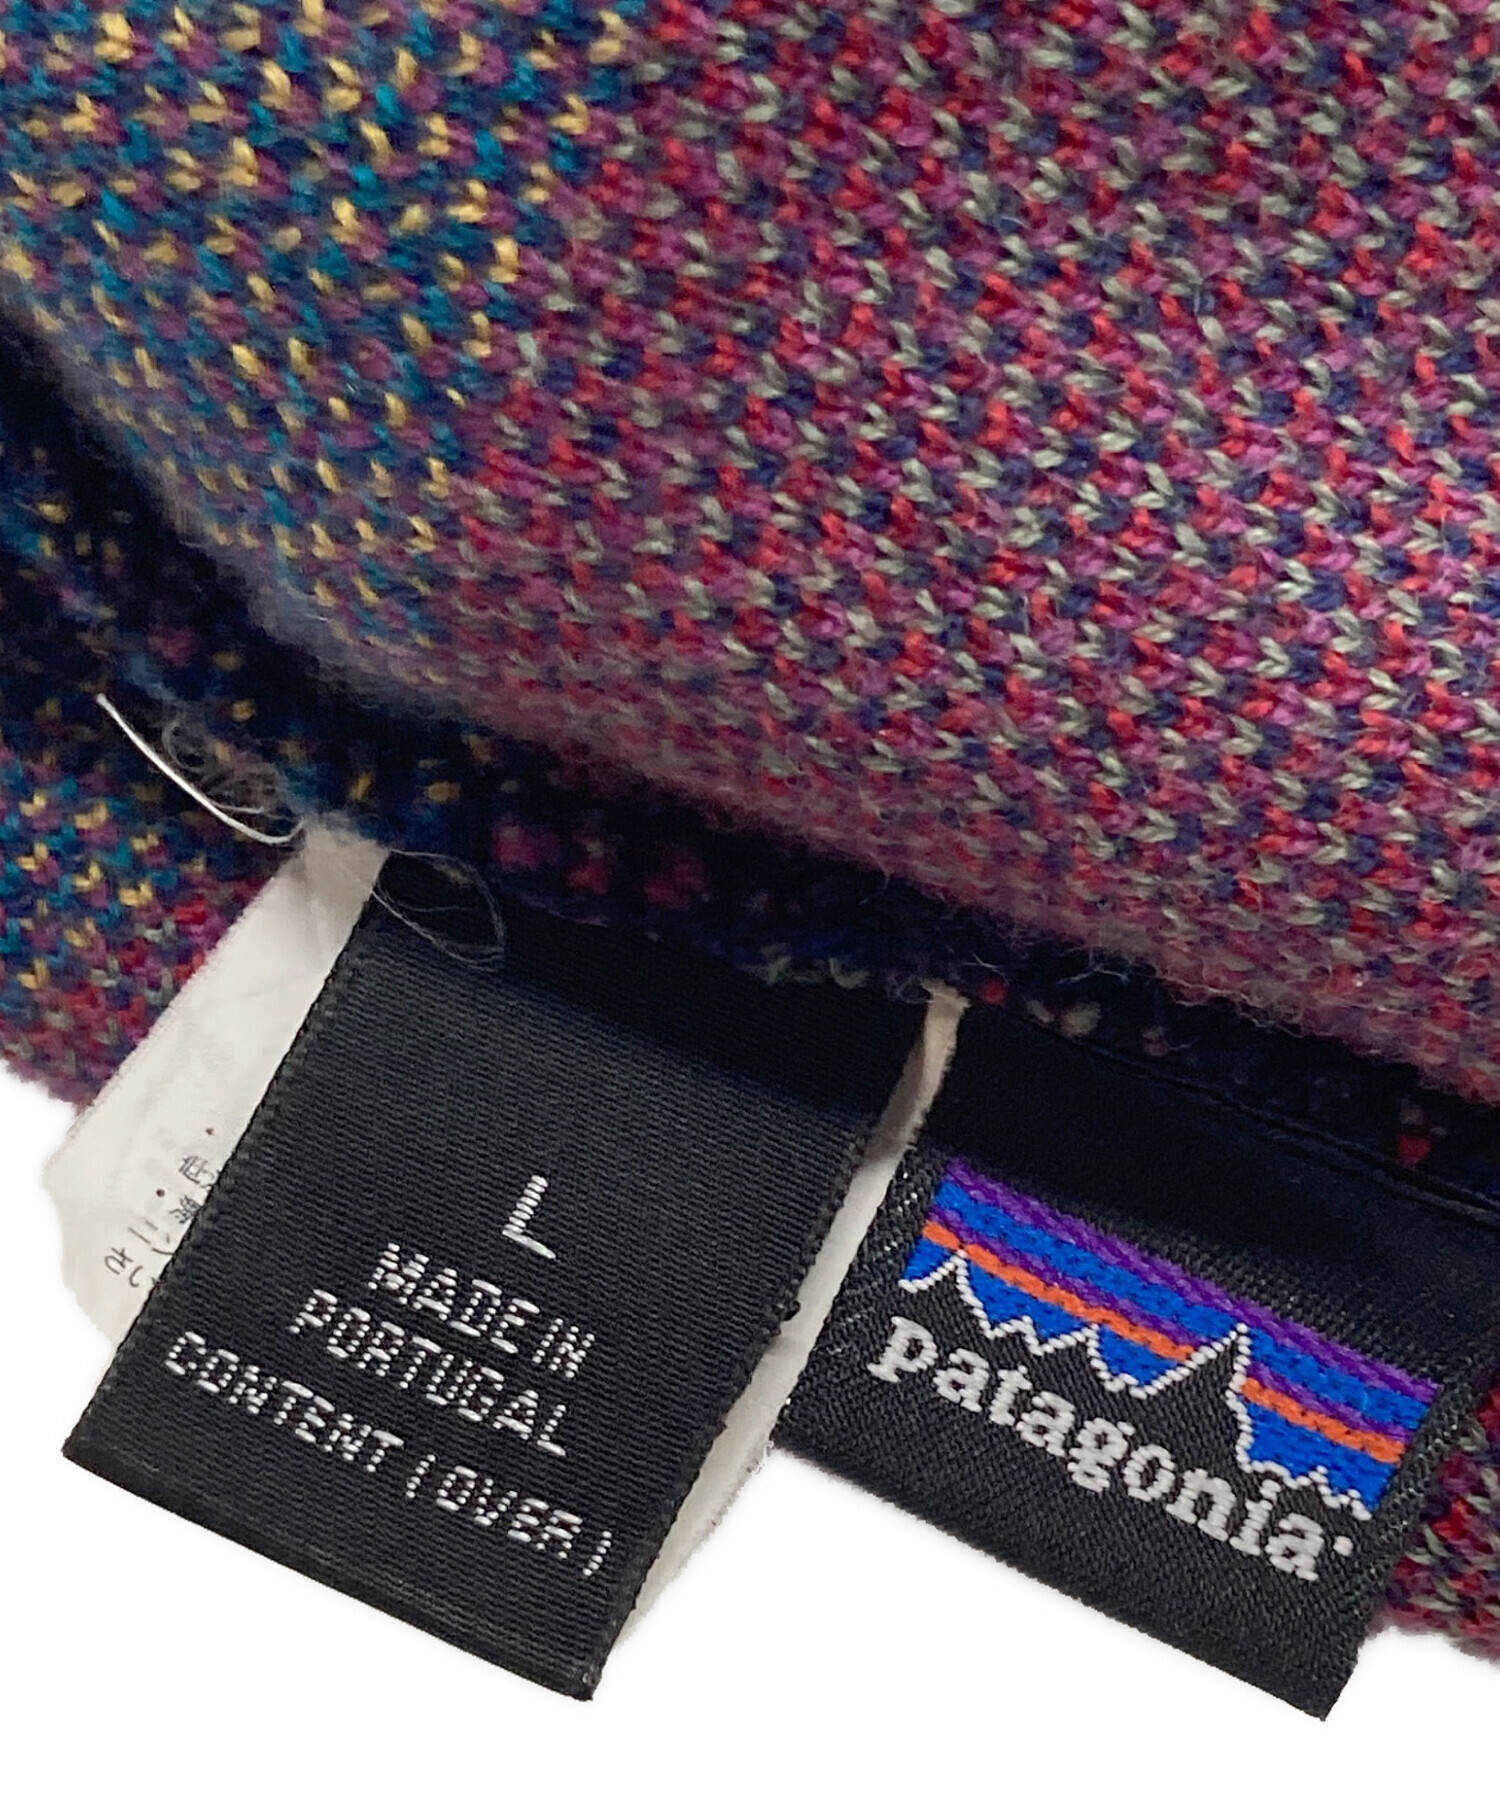 L
MADE IN
PORTUGAL
CONTENT (OVER)
patagonia